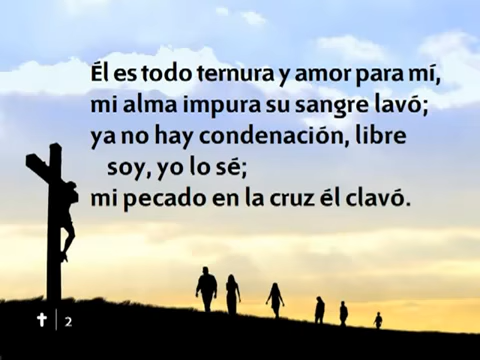 Él es todo ternura y amor para mí,
mi alma impura su sangre lavó;
ya no hay condenación, libre
soy, yo lo sé;
mi pecado en la cruz él clavó.
2